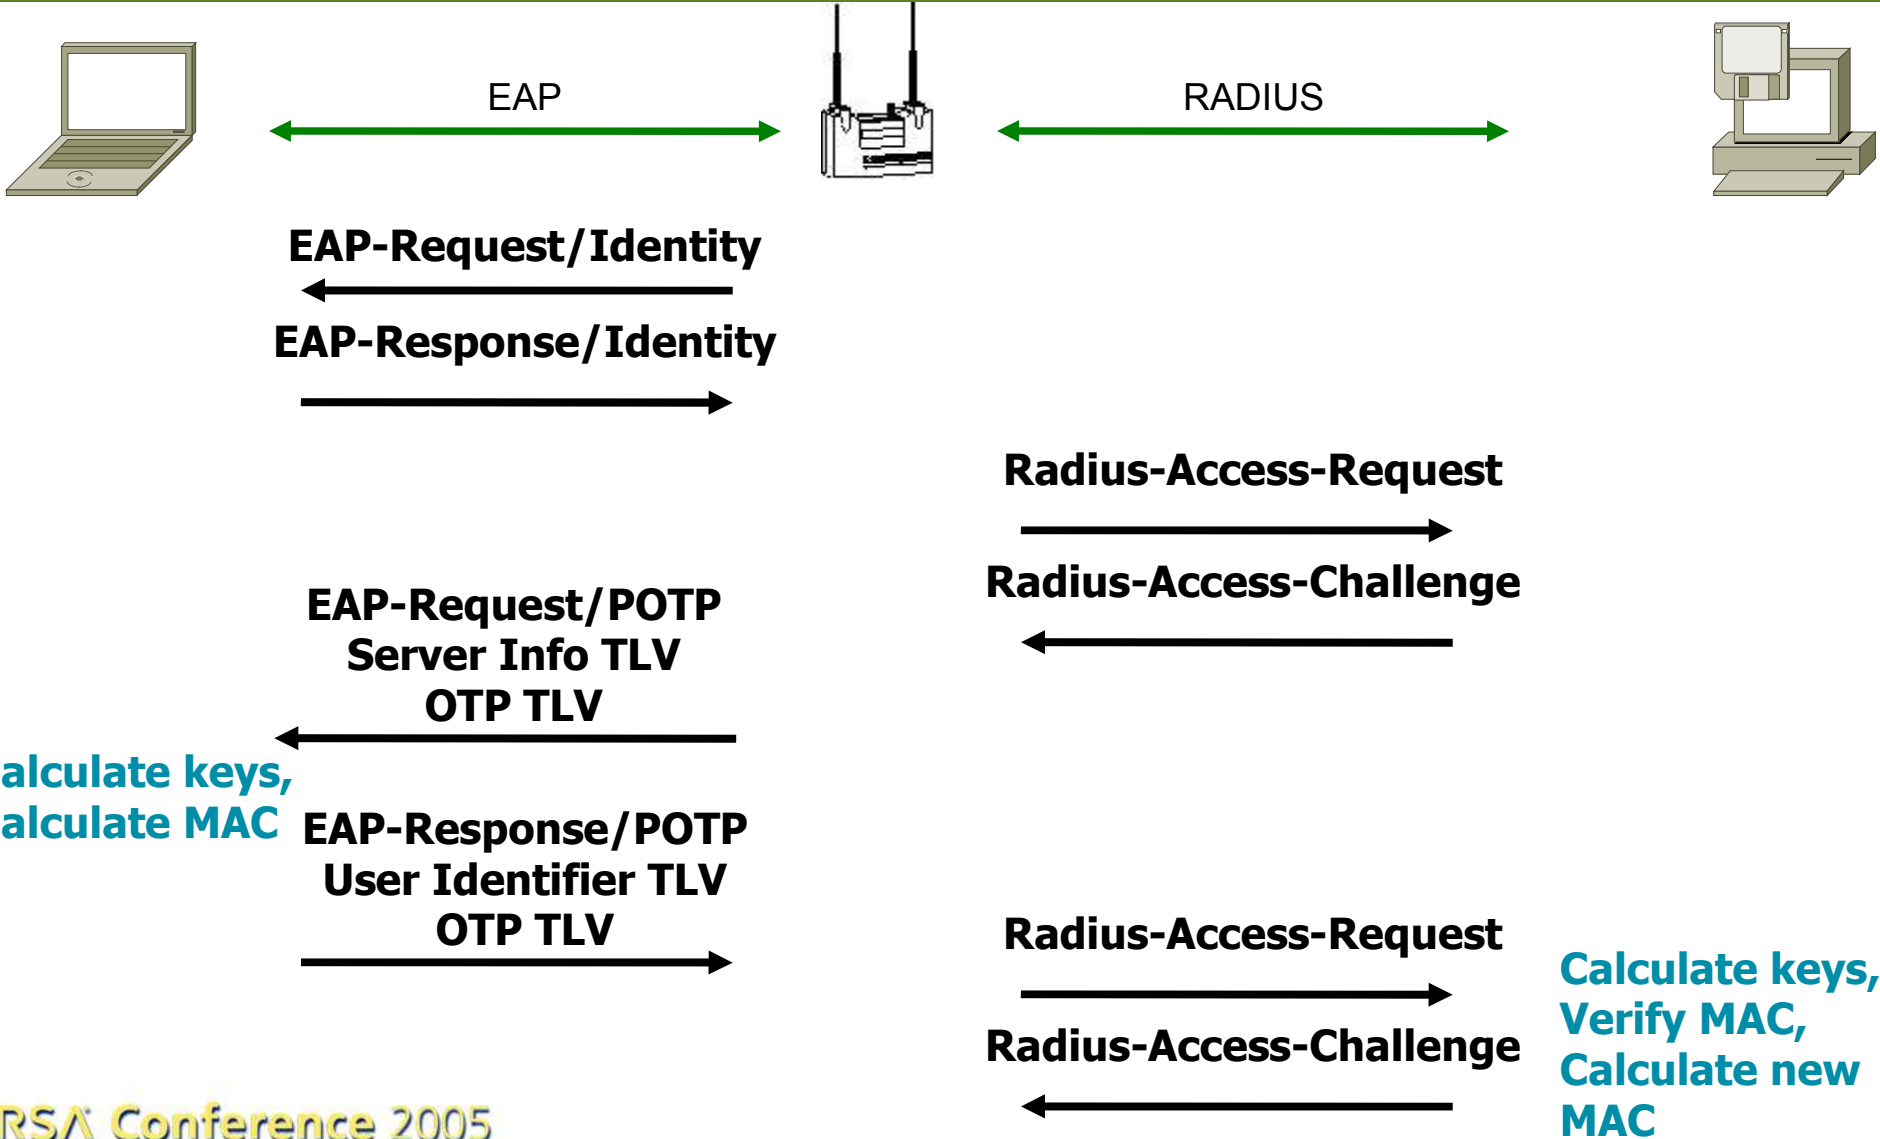 EAP
RADIUS
EAP-Request/Identity
EAP-Response/Identity
Radius-Access-Request
Radius-Access-Challenge
EAP-Request/POTP
Server Info TLV
OTP TLV
alculate keys,
alculate MAC
EAP-Response/POTP
User Identifier TLV
OTP TLV
Radius-Access-Request
Radius-Access-Challenge
Calculate keys,
Verify MAC,
Calculate new
MAC
RSA Conference 2005